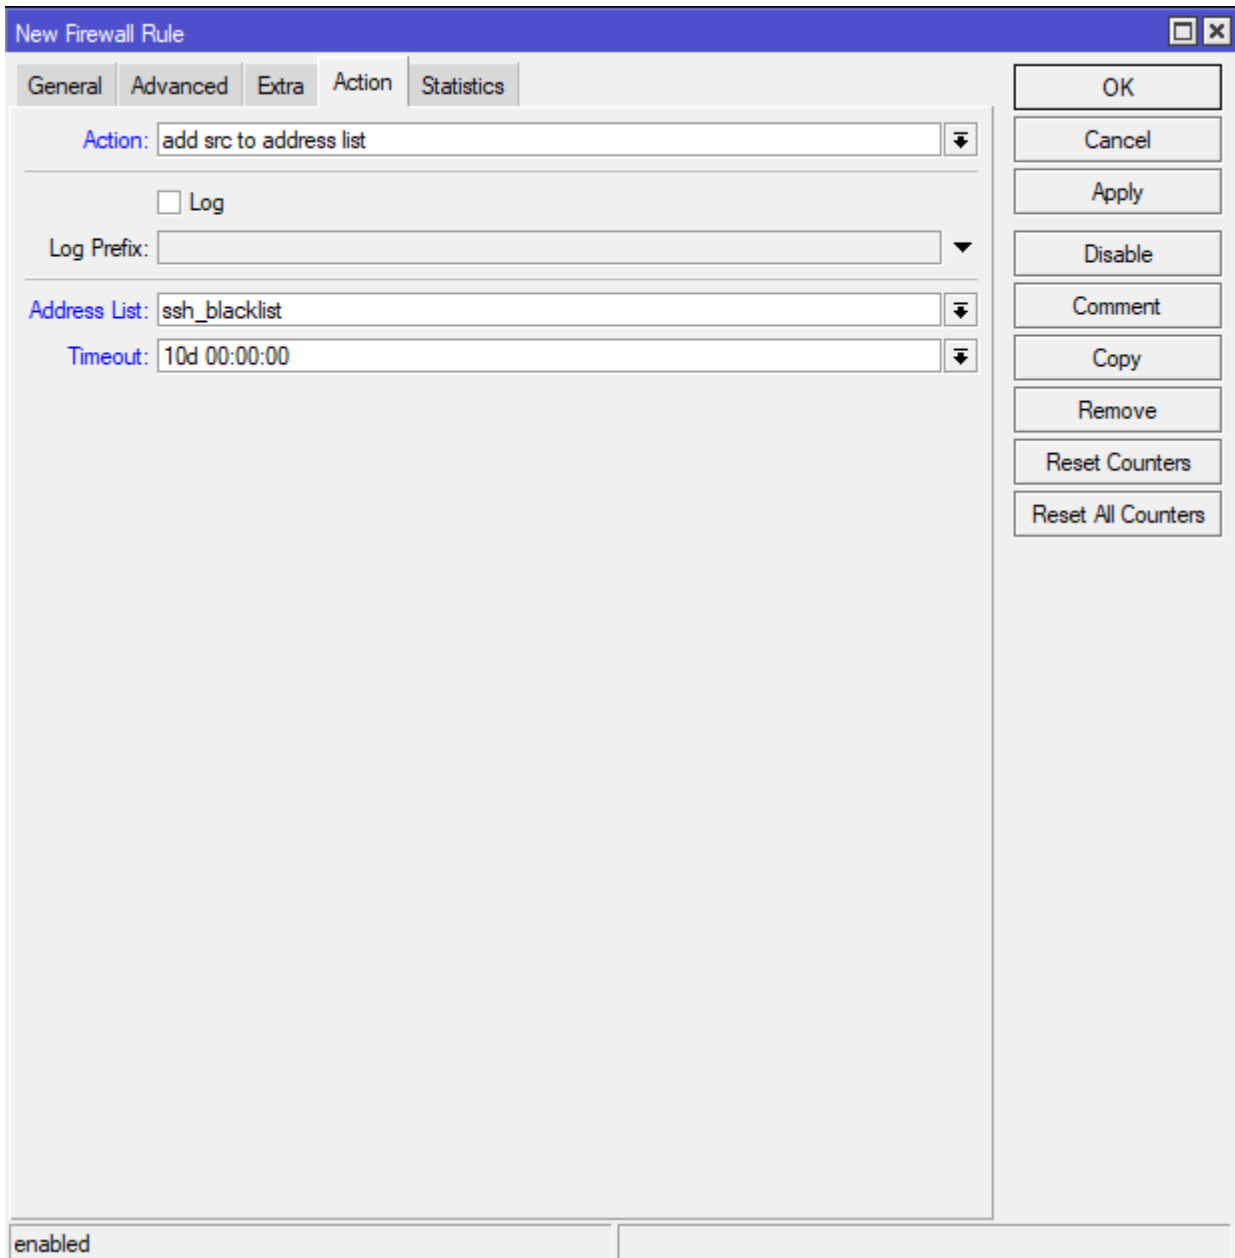 New Firewall Rule
General Advanced Extra Action Statistics
OK
Action: add src to address list
Cancel
Log
Apply
Log Prefix:
Disable
Address List: ssh_blacklist
Comment
Timeout: 10d 00:00:00
Copy
Remove
Reset Counters
Reset All Counters
enabled